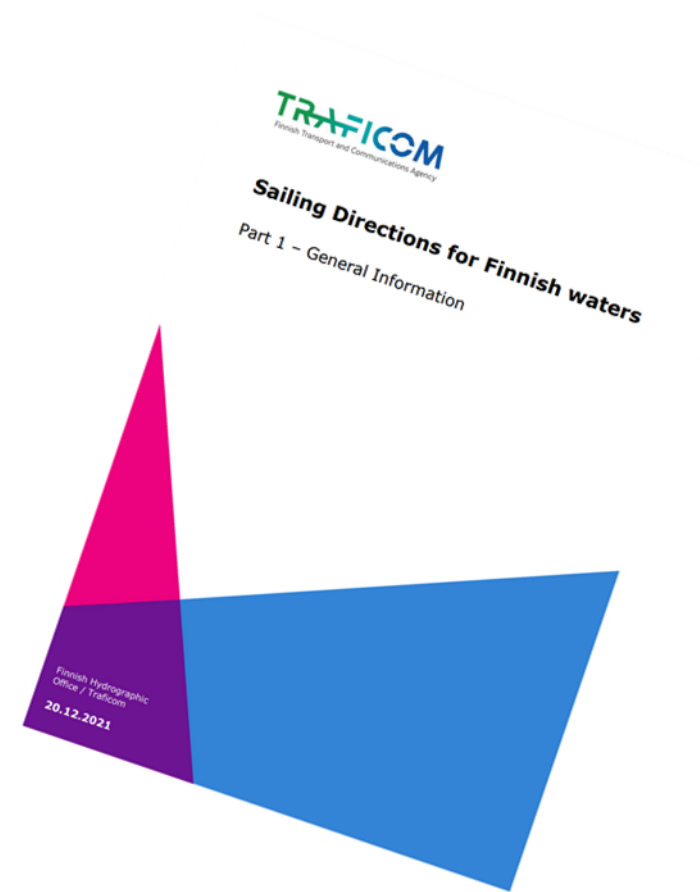 TRAFICOM
Finnish Transport and Communications Agency
Sailing Directions for Finnish waters
Part 1 – General Information
Finnish Hydrographic
Office / Traficom
20.12.2021